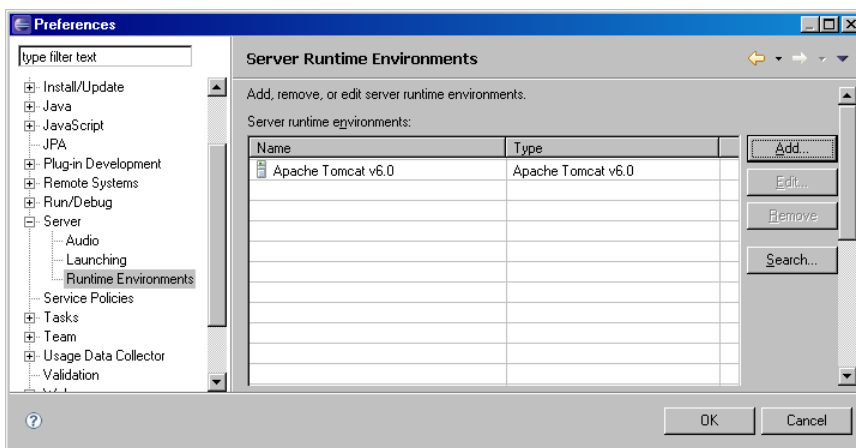 Preferences
type filter text
Install/Update
Java
JavaScript
JPA
Plug-in Development
Remote Systems
Run/Debug
Server
Audio
Launching
Runtime Environments
Service Policies
Tasks
Team
Usage Data Collector
Validation
Server Runtime Environments
Add, remove, or edit server runtime environments.
Server runtime environments:
Name Type
Apache Tomcat v6.0 Apache Tomcat v6.0
Add...
Edit...
Remove
Search...
OK Cancel